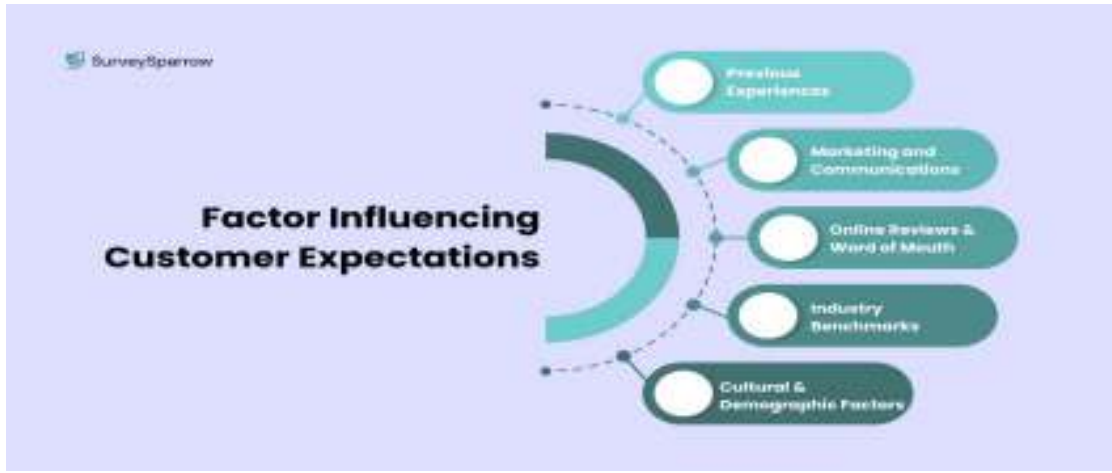 SurveySparrow
Factor Influencing
Customer Expectations
Previous
Experiences
Marketing and
Communications
Online Reviews &
Word of Mouth
Industry
Benchmarks
Cultural &
Demographic Factors